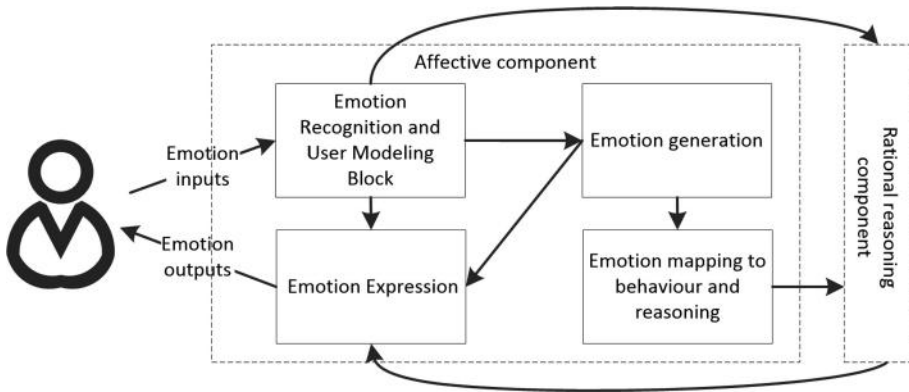 Affective component
Emotion
Recognition and
User Modeling
Block
Emotion generation
Emotion
inputs
Emotion
outputs
Emotion Expression
Emotion mapping to
behaviour and
reasoning
Rational reasoning
component